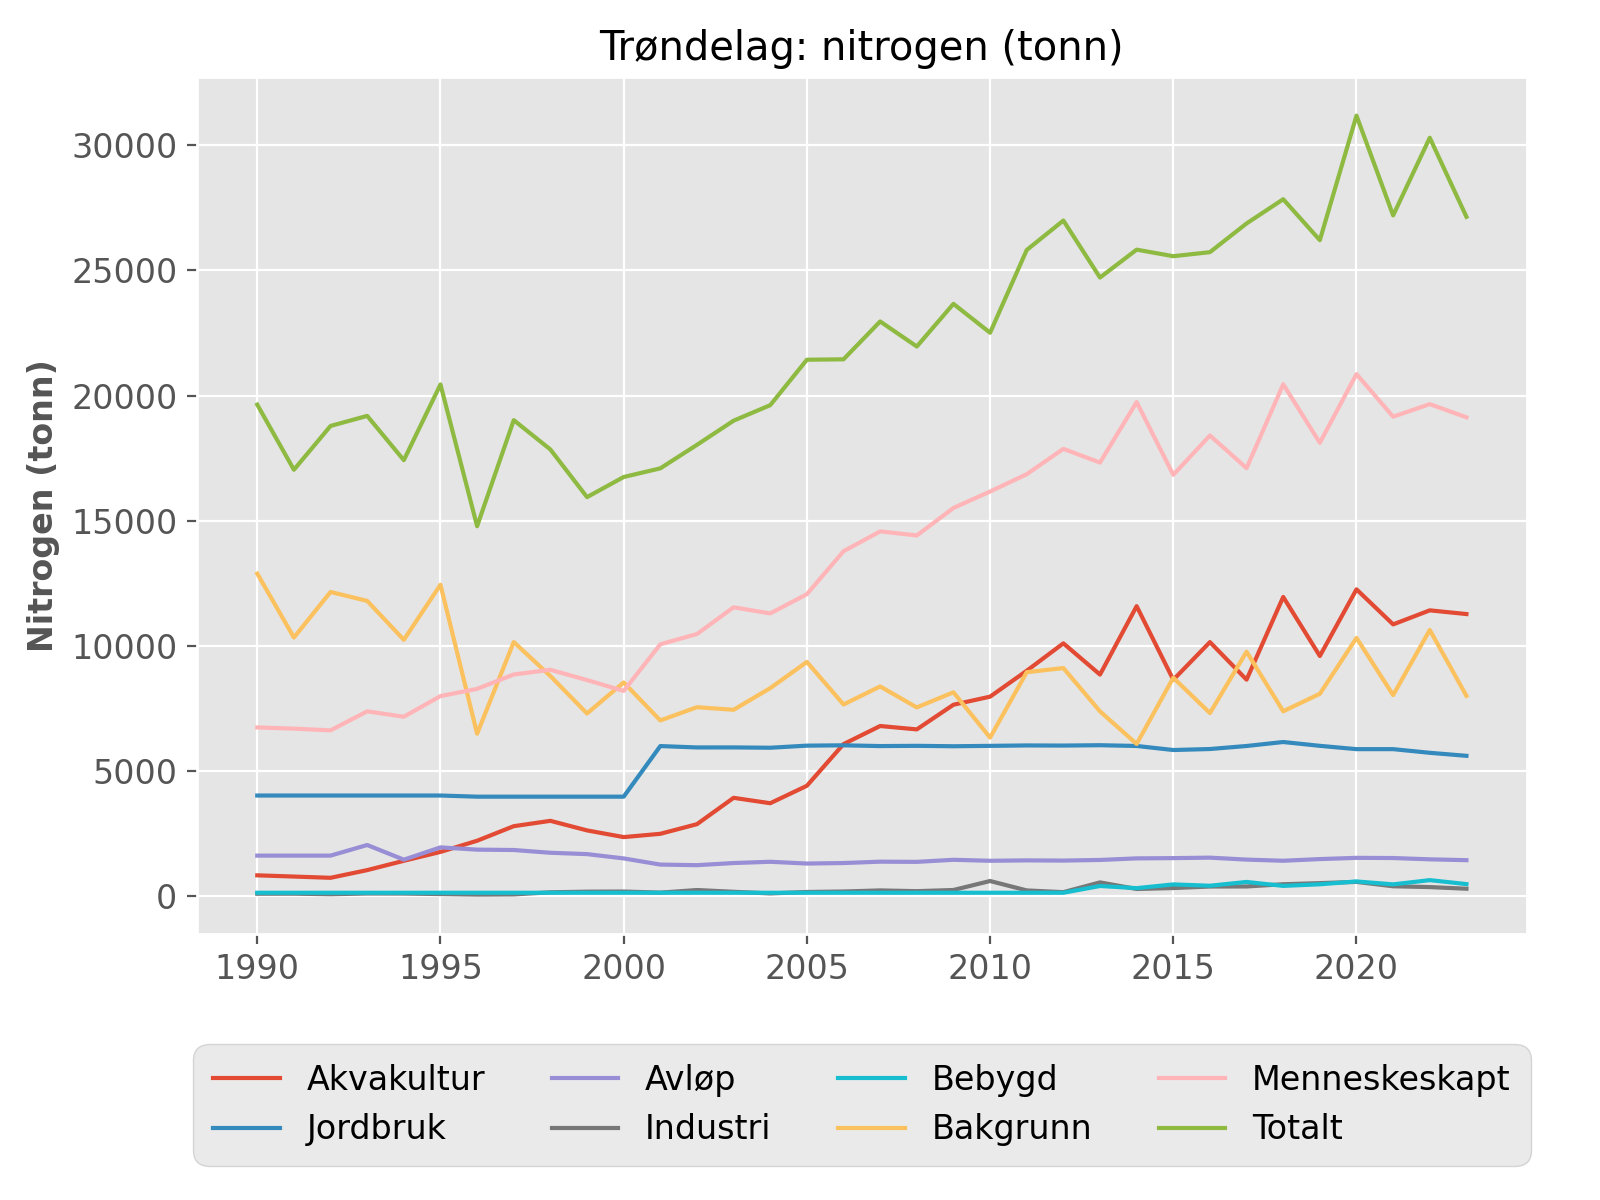 Trøndelag: nitrogen (tonn)
Nitrogen (tonn)
30000
25000
20000
15000
10000
5000
0
1990 1995 2000 2005 2010 2015 2020
Akvakultur Avløp Bebygd Menneskeskapt
Jordbruk Industri Bakgrunn Totalt